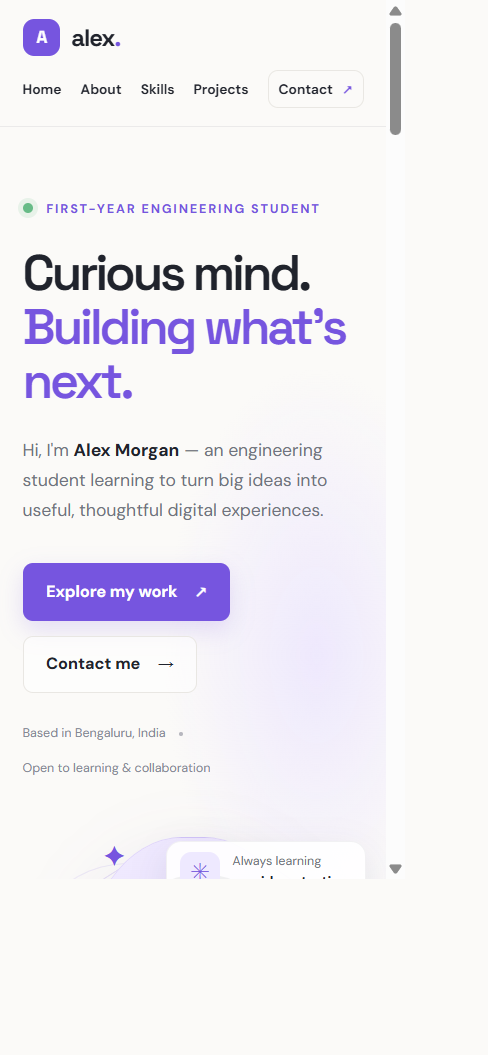 A alex.
Home About Skills Projects Contact ↗
FIRST-YEAR ENGINEERING STUDENT
Curious mind.
Building what's
next.
Hi, I'm Alex Morgan — an engineering
student learning to turn big ideas into
useful, thoughtful digital experiences.
Explore my work ↗
Contact me →
Based in Bengaluru, India •
Open to learning & collaboration
Always learning